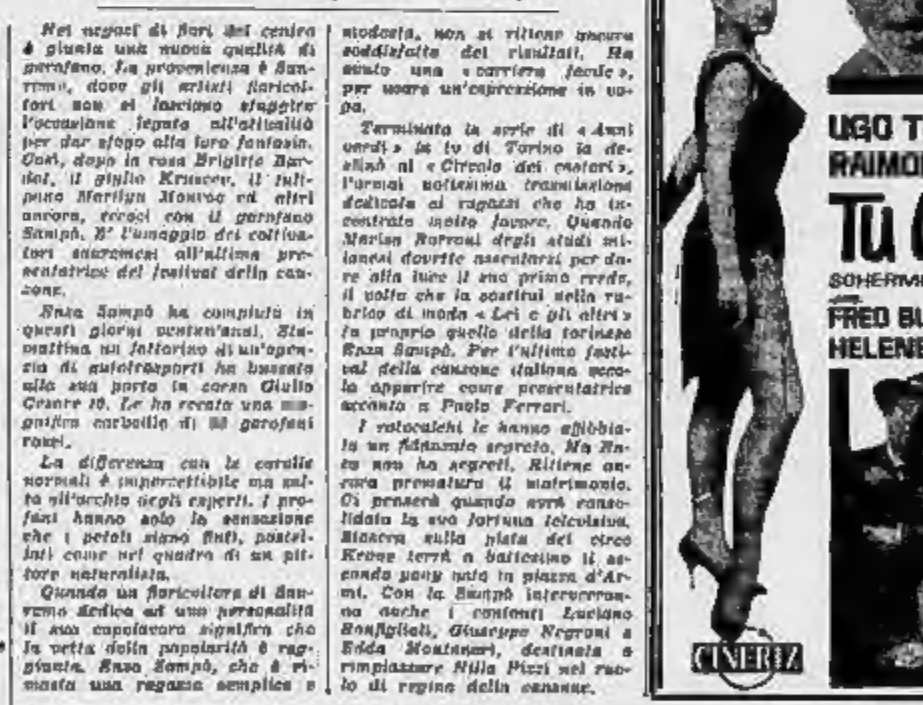 Nei negozi di fiori del centro
è giunta una nuova qualità di
garofano. La provenienza è San-
remo, dove gli artisti floricol-
tori non si lasciano sfuggire
l'occasione legata all'attualità
per dar sfogo alla loro fantasia.
Così, dopo la rosa Brigitte Bar-
dot, il giglio Kruscev, il tuli-
pano Marilyn Monroe ed altri
ancora, eccoci con il garofano
Sampò. E' l'omaggio dei coltiva-
tori sanremesi all'ultima pre-
sentatrice del festival della can-
zone.
Enza Sampò ha compiuto in
questi giorni vent'anni. Sta-
mattina un fattorino di un'agen-
zia di autotrasporti ha bussato
alla sua porta in corso Giulio
Cesare 10. Le ha recato una ma-
gnifica corbeille di garofani
rosei.
La differenza con le corolle
normali è impercettibile ma sal-
ta all'occhio degli esperti. I pro-
fani hanno solo la sensazione
che i petali siano finti, pastel-
lati come nel quadro di un pit-
tore naturalista.
Quando un floricultore di San-
remo dedica ad una personalità
il suo capolavoro significa che
la vetta della popolarità è rag-
giunta. Enza Sampò, che è ri-
masta una ragazza semplice e
modesta, non si ritiene ancora
soddisfatta dei risultati. Ha
avuto una «carriera facile»,
per usare un'espressione in vo-
ga.
Terminata la serie di «Anni
verdi» la tv di Torino la de-
stinò al «Circolo dei castori»,
l'ormai notissima trasmissione
dedicata ai ragazzi che ha in-
contrato molto favore. Quando
Marisa Borroni degli studi mi-
lanesi dovette assentarsi per da-
re alla luce il suo primo erede,
il volto che la sostituì nella ru-
brica di moda «Lei e gli altri»
fu proprio quello della torinese
Enza Sampò. Per l'ultimo festi-
val della canzone italiana ecco-
la apparire come presentatrice
accanto a Paolo Ferrari.
I rotocalchi le hanno affibbia-
to un fidanzato segreto. Ma En-
za non ha segreti. Ritiene an-
cora prematuro il matrimonio.
Ci penserà quando avrà conso-
lidato la sua fortuna televisiva.
Stasera sulla pista del circo
Krone terrà a battesimo il se-
condo pony nato in piazza d'Ar-
mi. Con la Sampò interverran-
no anche i cantanti Luciano
Bonfiglioli, Giuseppe Negroni e
Edda Montanari, destinata a
rimpiazzare Nilla Pizzi nel ruo-
lo di regina della canzone.
UGO T
RAIMO
Tu
FRED BU
HELENE
CINERIZ